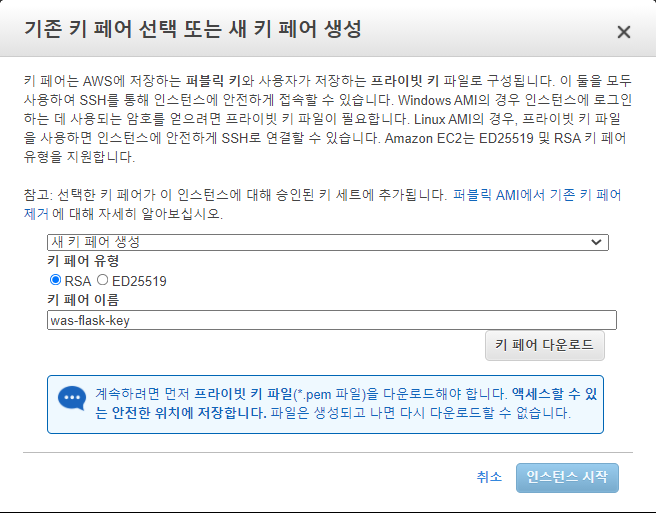 기존 키 페어 선택 또는 새 키 페어 생성
×
키 페어는 AWS에 저장하는 퍼블릭 키와 사용자가 저장하는 프라이빗 키 파일로 구성됩니다. 이 둘을 모두
사용하여 SSH를 통해 인스턴스에 안전하게 접속할 수 있습니다. Windows AMI의 경우 인스턴스에 로그인
하는 데 사용되는 암호를 얻으려면 프라이빗 키 파일이 필요합니다. Linux AMI의 경우, 프라이빗 키 파일
을 사용하면 인스턴스에 안전하게 SSH로 연결할 수 있습니다. Amazon EC2는 ED25519 및 RSA 키 페어
유형을 지원합니다.
참고: 선택한 키 페어가 이 인스턴스에 대해 승인된 키 세트에 추가됩니다. 퍼블릭 AMI에서 기존 키 페어
제거 에 대해 자세히 알아보십시오.
새 키 페어 생성
키 페어 유형
RSA ED25519
키 페어 이름
was-flask-key
키 페어 다운로드
계속하려면 먼저 프라이빗 키 파일(*.pem 파일)을 다운로드해야 합니다. 액세스할 수 있
는 안전한 위치에 저장합니다. 파일은 생성되고 나면 다시 다운로드할 수 없습니다.
취소 인스턴스 시작